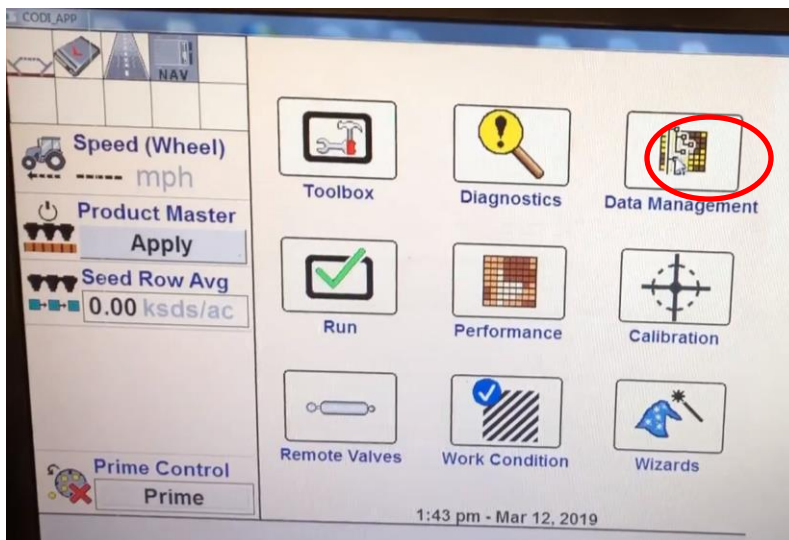 CODI_APP
NAV
Speed (Wheel)
----- mph
Product Master
Apply
Seed Row Avg
0.00 ksds/ac
Prime Control
Prime
Toolbox
Diagnostics
Data Management
Run
Performance
Calibration
Remote Valves
Work Condition
Wizards
1:43 pm - Mar 12, 2019